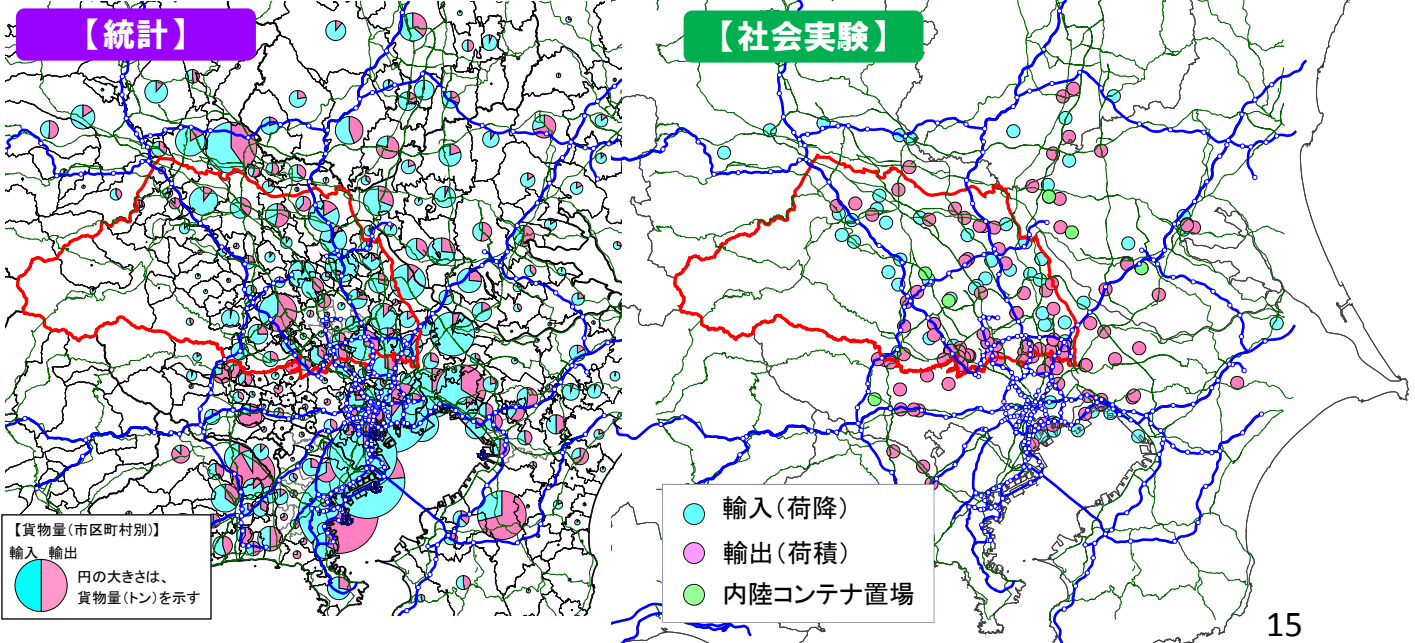 【統計】
【社会実験】
【貨物量(市区町村別)】
輸入 輸出
円の大きさは、
貨物量(トン)を示す
輸入(荷降)
輸出(荷積)
内陸コンテナ置場
15